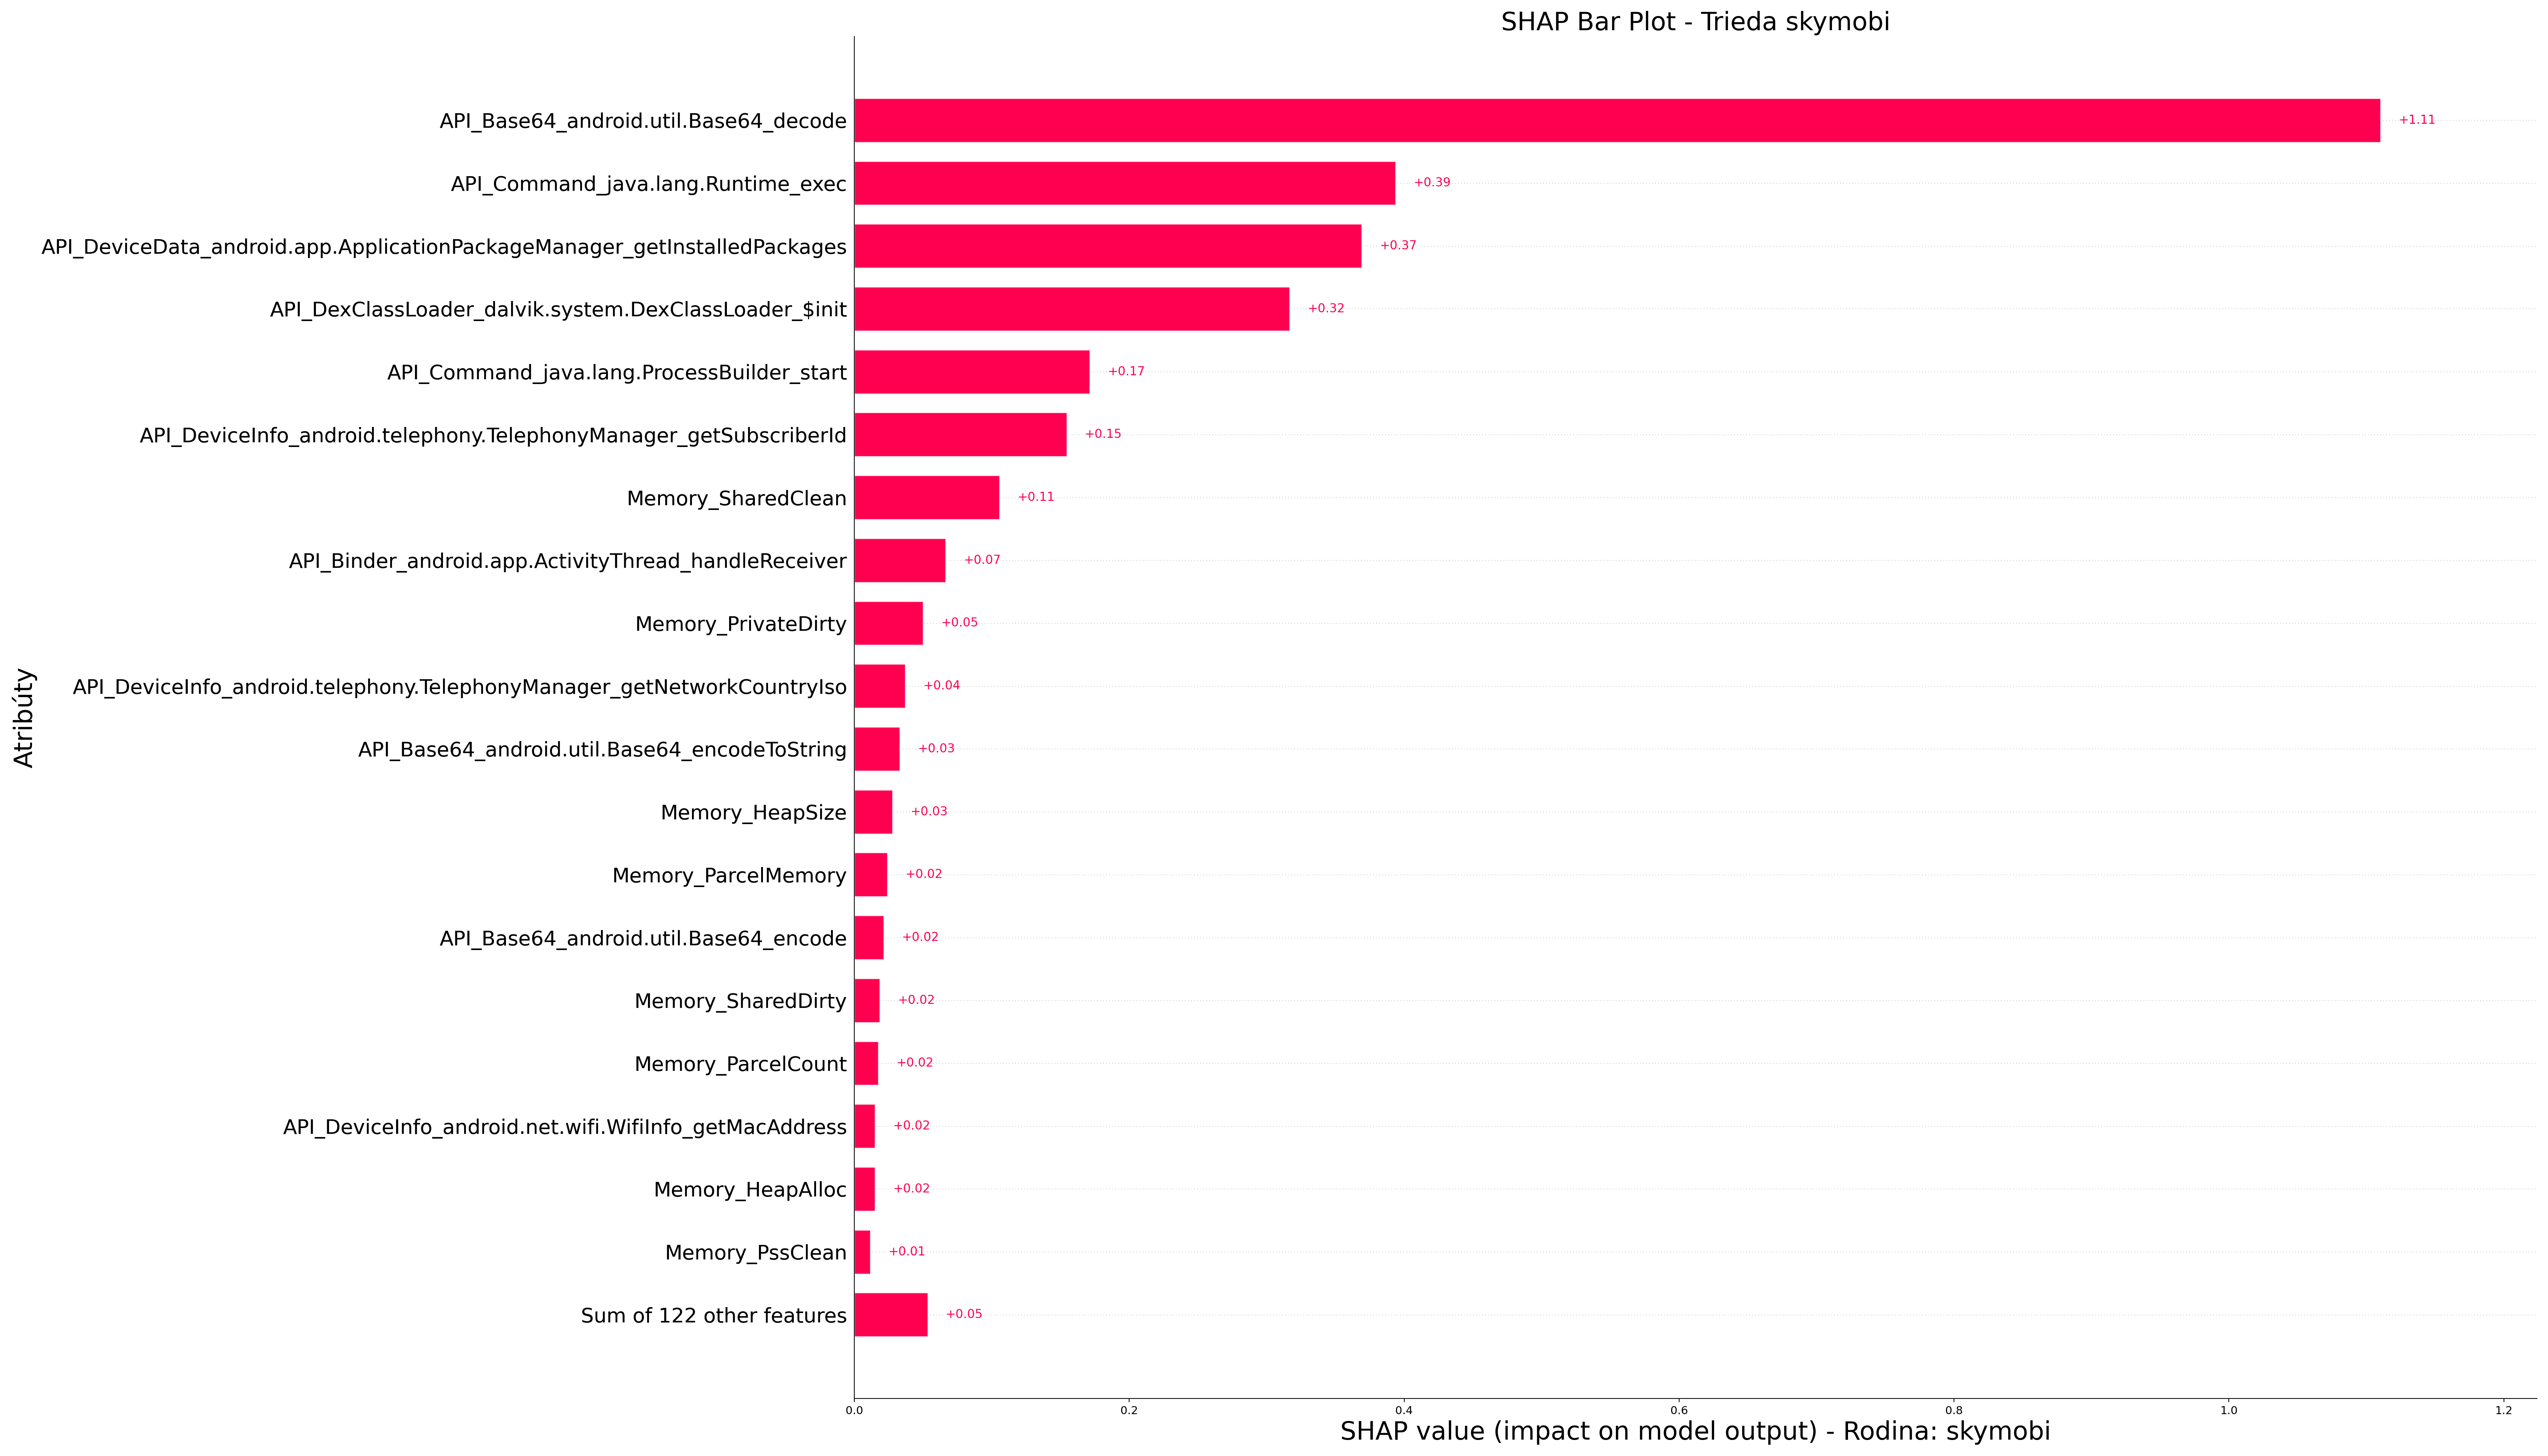 SHAP Bar Plot - Trieda skymobi
API_Base64_android.util.Base64_decode +1.11
API_Command_java.lang.Runtime_exec +0.39
API_DeviceData_android.app.ApplicationPackageManager_getInstalledPackages +0.37
API_DexClassLoader_dalvik.system.DexClassLoader_$init +0.32
API_Command_java.lang.ProcessBuilder_start +0.17
API_DeviceInfo_android.telephony.TelephonyManager_getSubscriberId +0.15
Memory_SharedClean +0.11
API_Binder_android.app.ActivityThread_handleReceiver +0.07
Memory_PrivateDirty +0.05
API_DeviceInfo_android.telephony.TelephonyManager_getNetworkCountryIso +0.04
API_Base64_android.util.Base64_encodeToString +0.03
Memory_HeapSize +0.03
Memory_ParcelMemory +0.02
API_Base64_android.util.Base64_encode +0.02
Memory_SharedDirty +0.02
Memory_ParcelCount +0.02
API_DeviceInfo_android.net.wifi.WifiInfo_getMacAddress +0.02
Memory_HeapAlloc +0.02
Memory_PssClean +0.01
Sum of 122 other features +0.05
Atribúty
0.0 0.2 0.4 0.6 0.8 1.0 1.2
SHAP value (impact on model output) - Rodina: skymobi